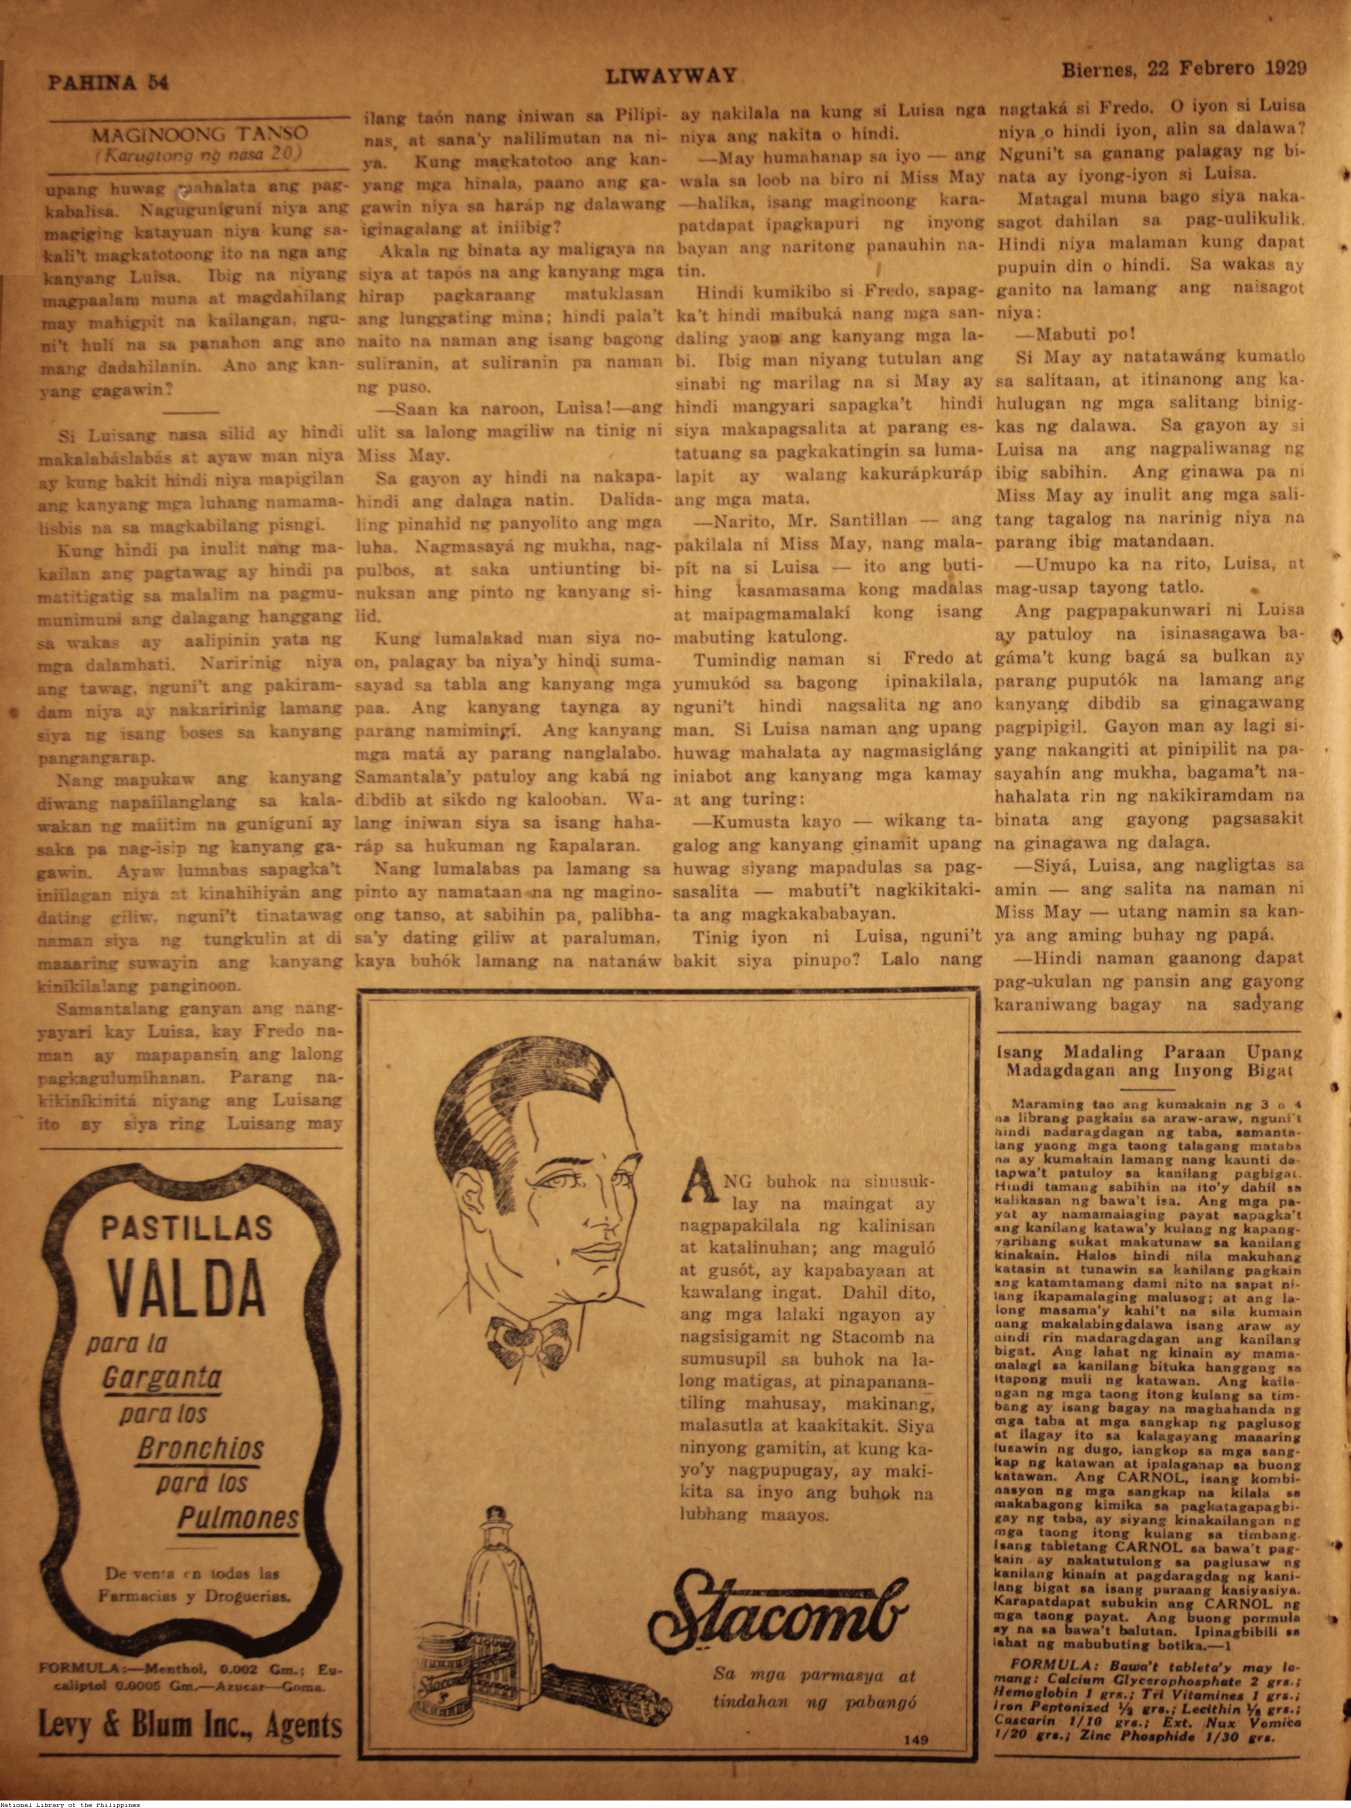 PAHINA 54
LIWAYWAY
Biernes, 22 Febrero 1929
MAGINOONG TANSO
(Karugtong ng nasa 20)
upang huwag mahalata ang pag-
kabalisa. Naguguniguni niya ang
magiging katayuan niya kung sa-
kali't magkatotoong ito na nga ang
kanyang Luisa. Ibig na niyang
magpaalam muna at magdahilang
may mahigpit na kailangan, ngu-
ni't huli na sa panahon ang ano
mang dadahilanin. Ano ang kan-
yang gagawin?
Si Luisang nasa silid ay hindi
makalabáslabás at ayaw man niya
ay kung bakit hindi niya mapigilan
ang kanyang mga luhang namama-
lisbis na sa magkabilang pisngi.
Kung hindi pa inulit nang ma-
kailan ang pagtawag ay hindi pa
matitigatig sa malalim na pagmu-
munimuni ang dalagang hanggang
sa wakas ay aalipinin yata ng
mga dalamhati. Naririnig niya
ang tawag, nguni't ang pakiram-
dam niya ay nakaririnig lamang
siya ng isang boses sa kanyang
pangangarap.
Nang mapukaw ang kanyang
diwang napaiilanglang sa kala-
wakan ng maiitim na guniguni ay
saka pa nag-isip ng kanyang ga-
gawin. Ayaw lumabas sapagka't
iniilagan niya at kinahihiyán ang
dating giliw, nguni't tinatawag
naman siya ng tungkulin at di
maaaring suwayin ang kanyang
kinikilalang panginoon.
Samantalang ganyan ang nang-
yayari kay Luisa, kay Fredo na-
man ay mapapansin ang lalong
pagkagulumihanan. Parang na-
kikinikinitá niyang ang Luisang
ito ay siya ring Luisang may
ilang taón nang iniwan sa Pilipi-
nas, at sana'y nalilimutan na ni-
ya. Kung magkatotoo ang kan-
yang mga hinala, paano ang ga-
gawin niya sa haráp ng dalawang
iginagalang at iniibig?
Akala ng binata ay maligaya na
siya at tapós na ang kanyang mga
hirap pagkaraang matuklasan
ang lunggating mina; hindi pala't
naito na naman ang isang bagong
suliranin, at suliranin pa naman
ng puso.
—Saan ka naroon, Luisa!—ang
ulit sa lalong magiliw na tinig ni
Miss May.
Sa gayon ay hindi na nakapa-
hindi ang dalaga natin. Dalida-
ling pinahid ng panyolito ang mga
luha. Nagmasayá ng mukha, nag-
pulbos, at saka untiunting bi-
nuksan ang pinto ng kanyang si-
lid.
Kung lumalakad man siya no-
on, palagay ba niya'y hindi suma-
sayad sa tabla ang kanyang mga
paa. Ang kanyang taynga ay
parang namimingi. Ang kanyang
mga matá ay parang nanglalabo.
Samantala'y patuloy ang kabá ng
dibdib at sikdo ng kalooban. Wa-
lang iniwan siya sa isang haha-
ráp sa hukuman ng kapalaran.
Nang lumalabas pa lamang sa
pinto ay namataan na ng magino-
ong tanso, at sabihin pa, palibha-
sa'y dating giliw at paraluman,
kaya buhók lamang na natanáw
ay nakilala na kung si Luisa nga
niya ang nakita o hindi.
—May humahanap sa iyo — ang
wala sa loob na biro ni Miss May
—halika, isang maginoong kara-
patdapat ipagkapuri ng inyong
bayan ang naritong panauhin na-
tin.
Hindi kumikibo si Fredo, sapag-
ka't hindi maibuká nang mga san-
daling yaon ang kanyang mga la-
bi. Ibig man niyang tutulan ang
sinabi ng marilag na si May ay
hindi mangyari sapagka't hindi
siya makapagsalita at parang es-
tatuang sa pagkakatingin sa luma-
lapit ay walang kakurápkuráp
ang mga mata.
—Narito, Mr. Santillan — ang
pakilala ni Miss May, nang mala-
pit na si Luisa — ito ang buti-
hing kasamasama kong madalas
at maipagmamalaki kong isang
mabuting katulong.
Tumindig naman si Fredo at
yumukód sa bagong ipinakilala,
nguni't hindi nagsalita ng ano
man. Si Luisa naman ang upang
huwag mahalata ay nagmasigláng
iniabot ang kanyang mga kamay
at ang turing:
—Kumusta kayo — wikang ta-
galog ang kanyang ginamit upang
huwag siyang mapadulas sa pag-
sasalita — mabuti't nagkikitaki-
ta ang magkakababayan.
Tinig iyon ni Luisa, nguni't
bakit siya pinupo? Lalo nang
nagtaká si Fredo. O iyon si Luisa
niya o hindi iyon, alin sa dalawa?
Nguni't sa ganang palagay ng bi-
nata ay iyong-iyon si Luisa.
Matagal muna bago siya naka-
sagot dahilan sa pag-uulikulik.
Hindi niya malaman kung dapat
pupuin din o hindi. Sa wakas ay
ganito na lamang ang naisagot
niya:
—Mabuti po!
Si May ay natatawáng kumatlo
sa salitaan, at itinanong ang ka-
hulugan ng mga salitang binig-
kas ng dalawa. Sa gayon ay si
Luisa na ang nagpaliwanag ng
ibig sabihin. Ang ginawa pa ni
Miss May ay inulit ang mga sali-
tang tagalog na narinig niya na
parang ibig matandaan.
—Umupo ka na rito, Luisa, at
mag-usap tayong tatlo.
Ang pagpapakunwari ni Luisa
ay patuloy na isinasagawa ba-
gáma't kung bagá sa bulkan ay
parang puputók na lamang ang
kanyang dibdib sa ginagawang
pagpipigil. Gayon man ay lagi si-
yang nakangiti at pinipilit na pa-
sayahín ang mukha, bagama't na-
hahalata rin ng nakikiramdam na
binata ang gayong pagsasakit
na ginagawa ng dalaga.
—Siyá, Luisa, ang nagligtas sa
amin — ang salita na naman ni
Miss May — utang namin sa kan-
ya ang aming buhay ng papá.
—Hindi naman gaanong dapat
pag-ukulan ng pansin ang gayong
karaniwang bagay na sadyang
PASTILLAS
VALDA
para la
Garganta
para los
Bronchios
para los
Pulmones
De venta en todas las
Farmacias y Droguerias.
FORMULA:—Menthol, 0.002 Gm.; Eu-
caliptol 0.0005 Gm.—Azucar—Goma.
Levy & Blum Inc., Agents
ANG buhok na sinusuk-
lay na maingat ay
nagpapakilala ng kalinisan
at katalinuhan; ang maguló
at gusót, ay kapabayaan at
kawalang ingat. Dahil dito,
ang mga lalaki ngayon ay
nagsisigamit ng Stacomb na
sumusupil sa buhok na la-
long matigas, at pinapanana-
tiling mahusay, makinang,
malasutla at kaakitakit. Siya
ninyong gamitin, at kung ka-
yo'y nagpupugay, ay maki-
kita sa inyo ang buhok na
lubhang maayos.
Stacomb
Stacomb
Sa mga parmasya at
tindahan ng pabangó
149
Isang Madaling Paraan Upang
Madagdagan ang Inyong Bigat
Maraming tao ang kumakain ng 3 o 4
na librang pagkain sa araw-araw, nguni't
hindi nadaragdagan ng taba, samanta-
lang yaong mga taong talagang mataba
na ay kumakain lamang nang kaunti da-
tapwa't patuloy sa kanilang pagbigat.
Hindi tamang sabihin na ito'y dahil sa
kalikasan ng bawa't isa. Ang mga pa-
yat ay namamalaging payat sapagka't
ang kanilang katawa'y kulang ng kapang-
yarihang sukat makatunaw sa kanilang
kinakain. Halos hindi nila makuhang
katasin at tunawin sa kanilang pagkain
ang katamtamang dami nito na sapat ni-
lang ikapamalaging malusog; at ang la-
long masama'y kahi't na sila kumain
nang makalabingdalawa isang araw ay
hindi rin madaragdagan ang kanilang
bigat. Ang lahat ng kinain ay mama-
malagi sa kanilang bituka hanggang sa
itapong muli ng katawan. Ang kaila-
ngan ng mga taong itong kulang sa tim-
bang ay isang bagay na maghahanda ng
mga taba at mga sangkap ng paglusog
at ilagay ito sa kalagayang maaaring
lusawin ng dugo, langkop sa mga sang-
kap ng katawan at ipalaganap sa buong
katawan. Ang CARNOL, isang kombi-
nasyon ng mga sangkap na kilala sa
makabagong kimika sa pagkatagapagbi-
gay ng taba, ay siyang kinakailangan ng
mga taong itong kulang sa timbang.
Isang tabletang CARNOL sa bawa't pag-
kain ay nakatutulong sa paglusaw ng
kanilang kinain at pagdaragdag ng kani-
lang bigat sa isang paraang kasiyasiya.
Karapatdapat subukin ang CARNOL ng
mga taong payat. Ang buong pormula
ay na sa bawa't balutan. Ipinagbibili sa
lahat ng mabubuting botika.—1
FORMULA: Bawa't tableta'y may la-
mang: Calcium Glycerophosphate 2 grs.;
Hemoglobin 1 grs.; Tri Vitamines 1 grs.;
Iron Peptonized ½ grs.; Lecithin ⅛ grs.;
Cascarin 1/10 grs.; Ext. Nux Vomica
1/20 grs.; Zinc Phosphide 1/30 grs.
National Library of the Philippines